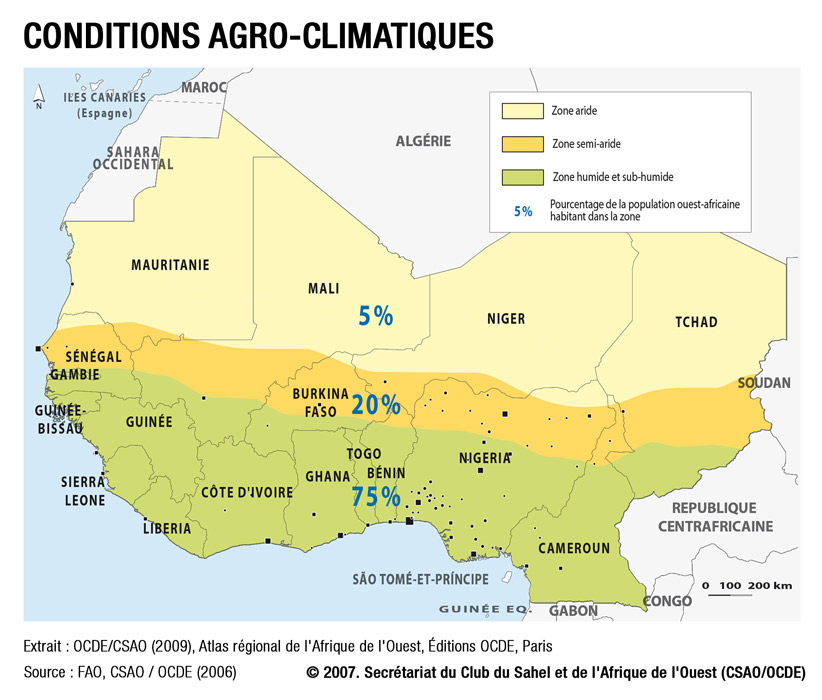 CONDITIONS AGRO-CLIMATIQUES
MAROC
ILES CANARIES
(Espagne)
N
ALGÉRIE
SAHARA
OCCIDENTAL
Zone aride
Zone semi-aride
Zone humide et sub-humide
5%
Pourcentage de la population ouest-africaine
habitant dans la zone
MAURITANIE
MALI
5%
NIGER
TCHAD
SÉNÉGAL
GAMBIE
SOUDAN
BURKINA
FASO
20%
GUINÉE-
BISSAU
GUINÉE
TOGO
NIGERIA
BÉNIN
GHANA
SIERRA
LEONE
CÔTE D'IVOIRE
75%
REPUBLIQUE
CENTRAFRICAINE
LIBERIA
CAMEROUN
SÃO TOMÉ-ET-PRÍNCIPE
0 100 200 km
GUINÉE EQ.
GABON
CONGO
Extrait : OCDE/CSAO (2009), Atlas régional de l'Afrique de l'Ouest, Éditions OCDE, Paris
Source : FAO, CSAO / OCDE (2006)
© 2007. Secrétariat du Club du Sahel et de l'Afrique de l'Ouest (CSAO/OCDE)